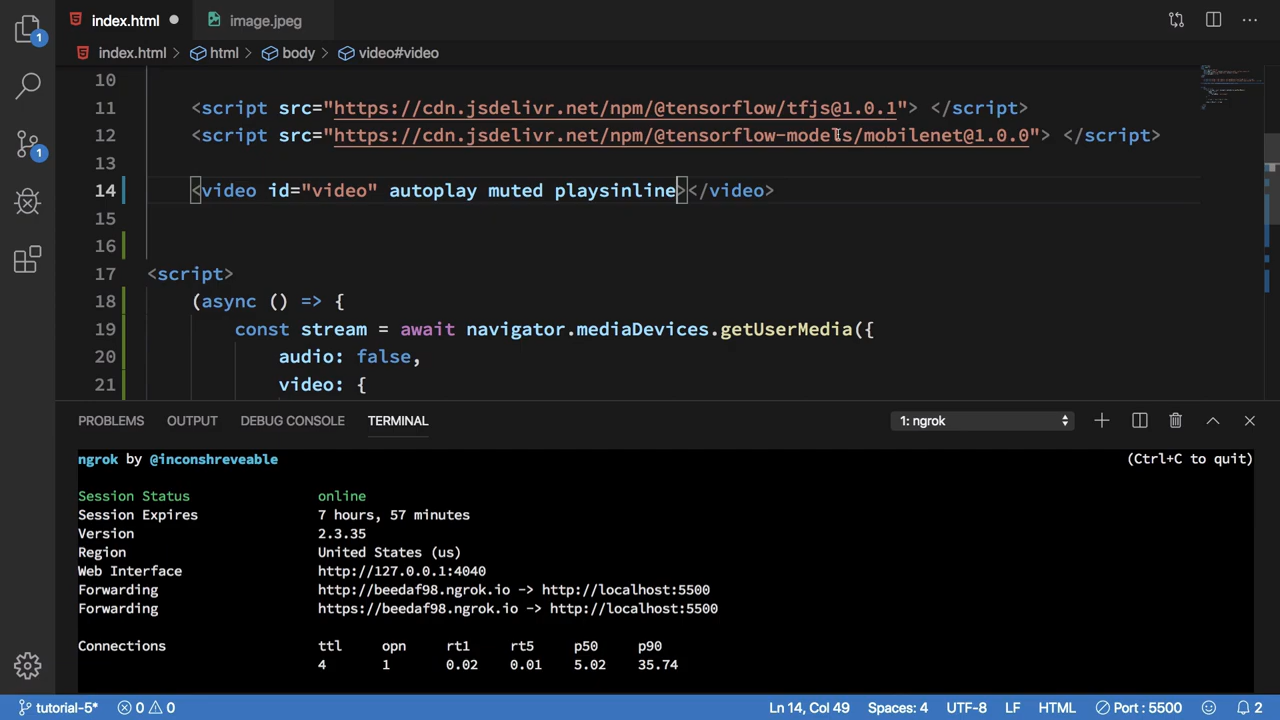 index.html
image.jpeg
1
index.html > html > body > video#video
10
11 <script src="https://cdn.jsdelivr.net/npm/@tensorflow/tfjs@1.0.1"> </script>
12 <script src="https://cdn.jsdelivr.net/npm/@tensorflow-models/mobilenet@1.0.0"> </script>
13
14 <video id="video" autoplay muted playsinline></video>
15
16
17 <script>
18 (async () => {
19 const stream = await navigator.mediaDevices.getUserMedia({
20 audio: false,
21 video: {
1
PROBLEMS OUTPUT DEBUG CONSOLE TERMINAL 1: ngrok
ngrok by @inconshreveable (Ctrl+C to quit)
Session Status online
Session Expires 7 hours, 57 minutes
Version 2.3.35
Region United States (us)
Web Interface http://127.0.0.1:4040
Forwarding http://beedaf98.ngrok.io -> http://localhost:5500
Forwarding https://beedaf98.ngrok.io -> http://localhost:5500
Connections ttl opn rt1 rt5 p50 p90
4 1 0.02 0.01 5.02 35.74
tutorial-5* 0 0 Ln 14, Col 49 Spaces: 4 UTF-8 LF HTML Port : 5500 2